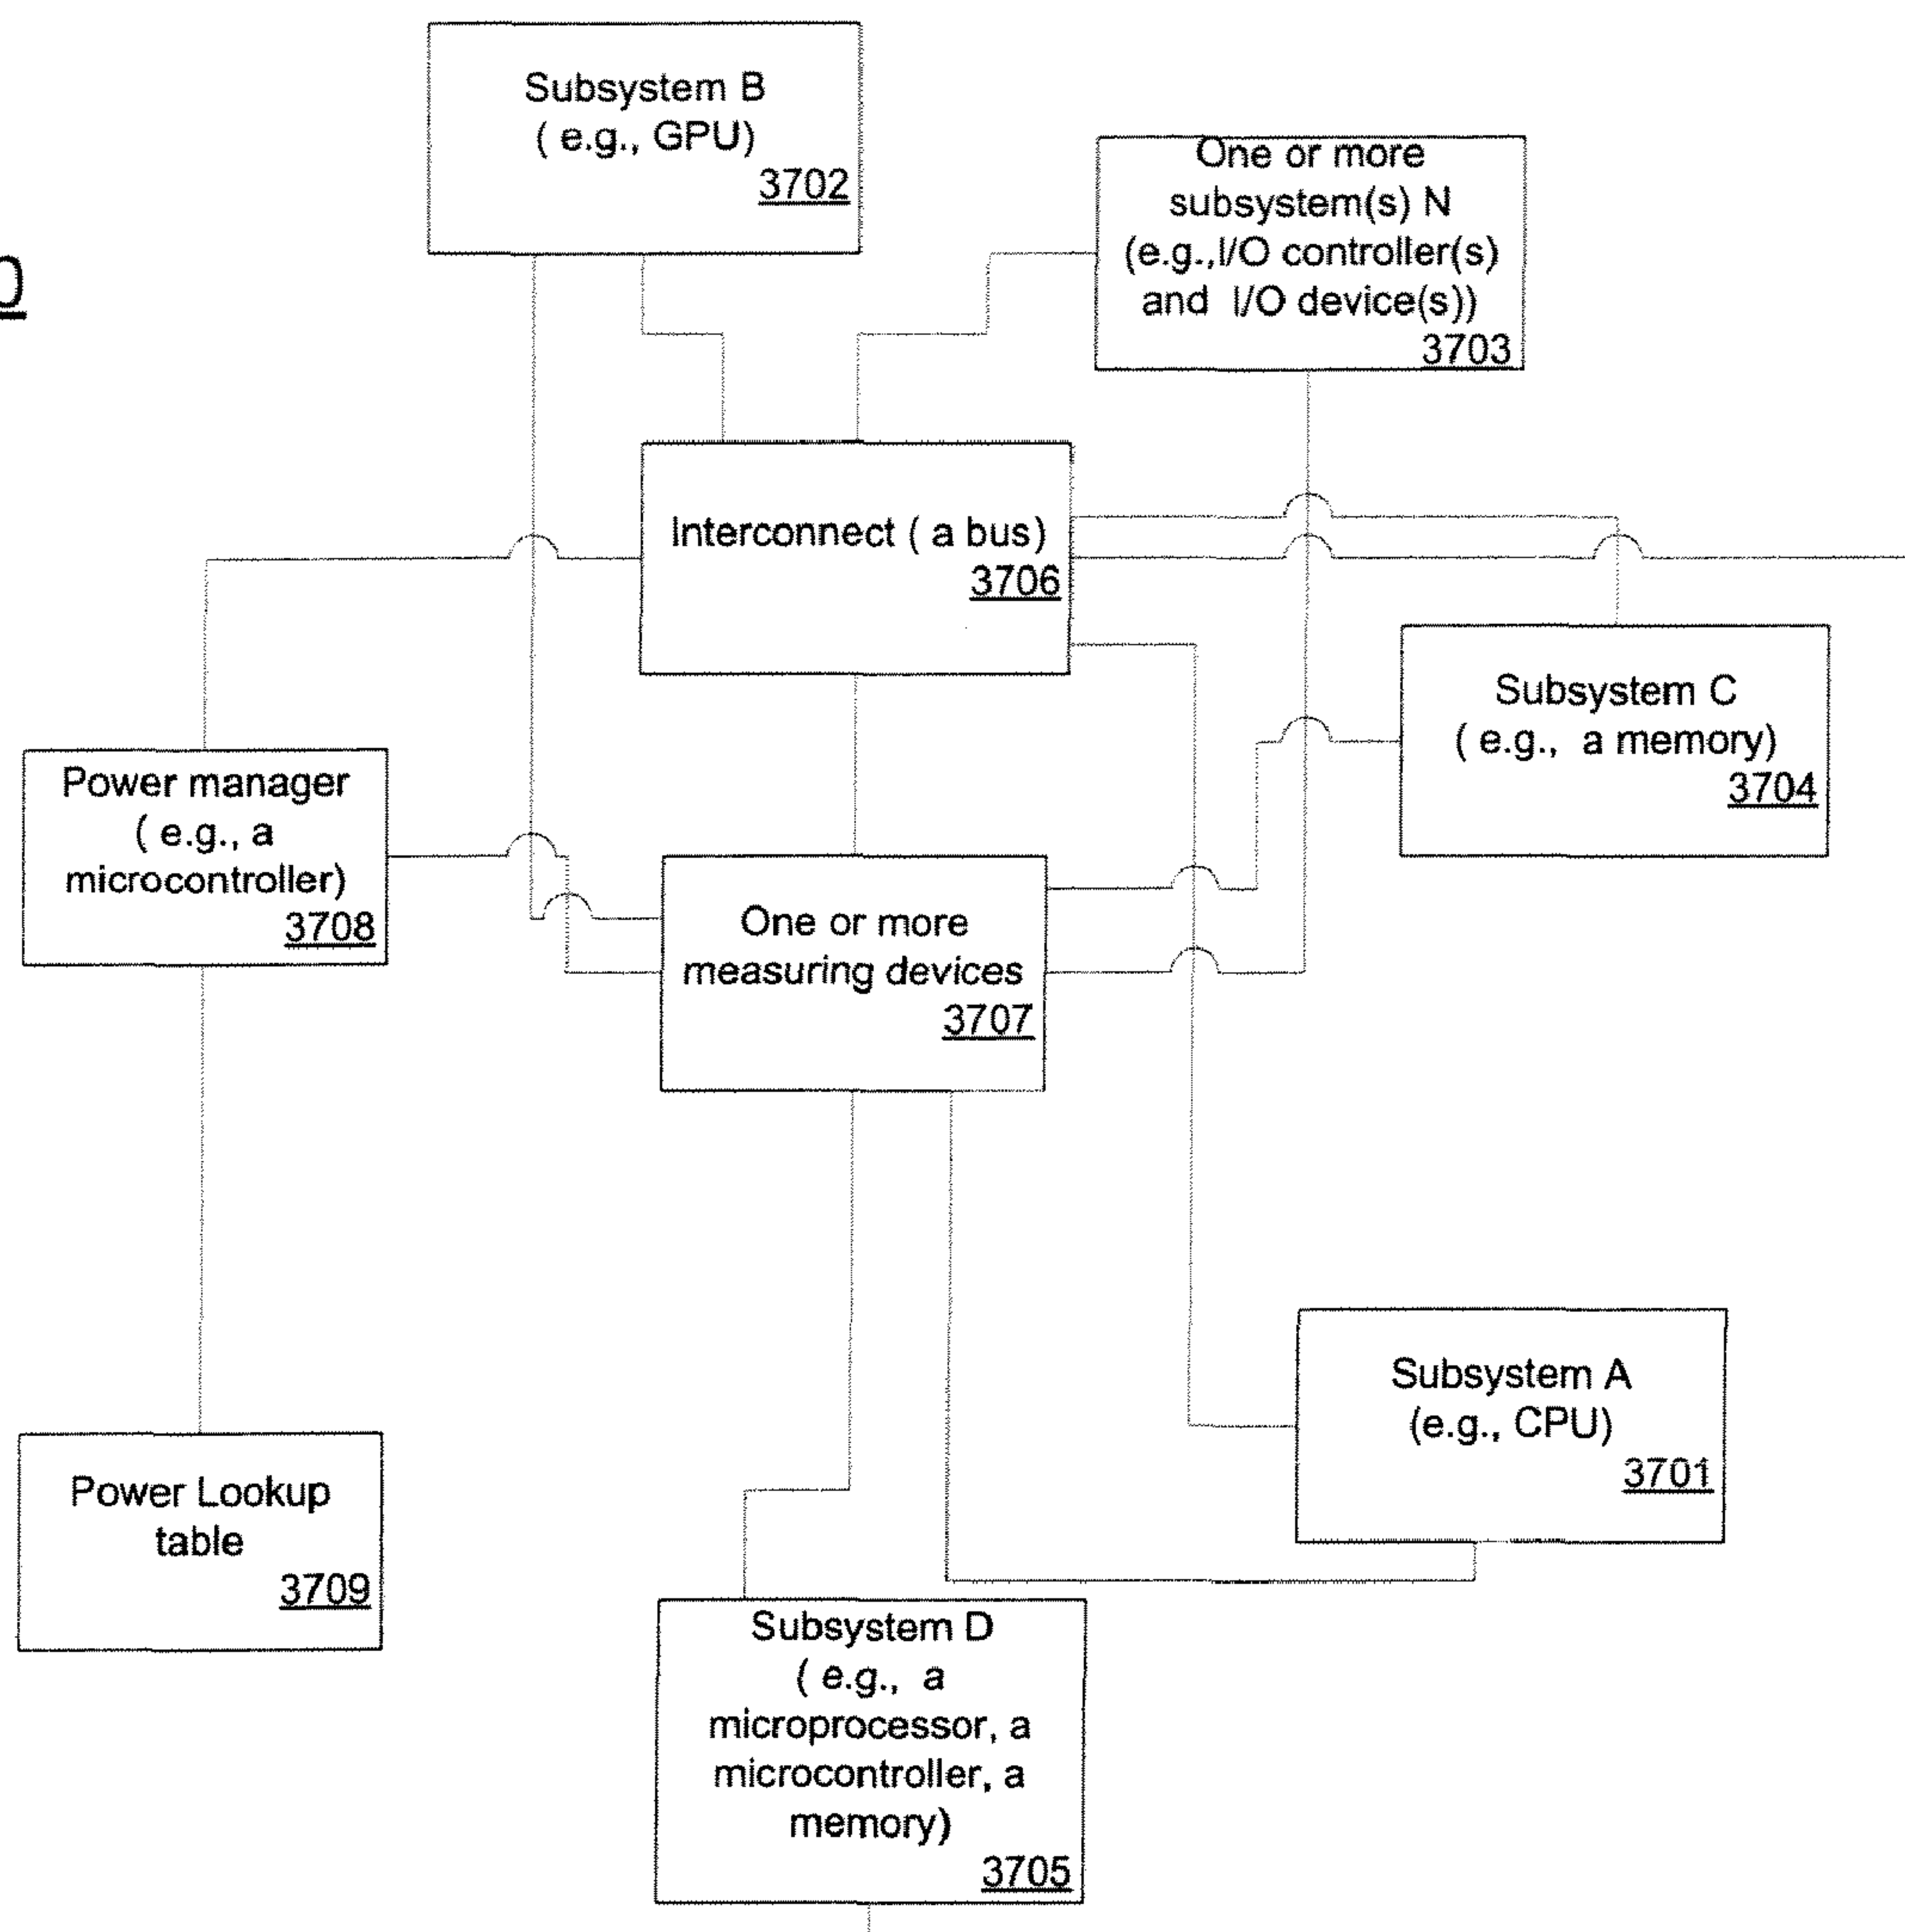 Subsystem B
( e.g., GPU)
3702
One or more
subsystem(s) N
(e.g.,I/O controller(s)
and I/O device(s))
3703
Interconnect ( a bus)
3706
Subsystem C
( e.g., a memory)
3704
Power manager
( e.g., a
microcontroller)
3708
One or more
measuring devices
3707
Subsystem A
(e.g., CPU)
3701
Power Lookup
table
3709
Subsystem D
( e.g., a
microprocessor, a
microcontroller, a
memory)
3705